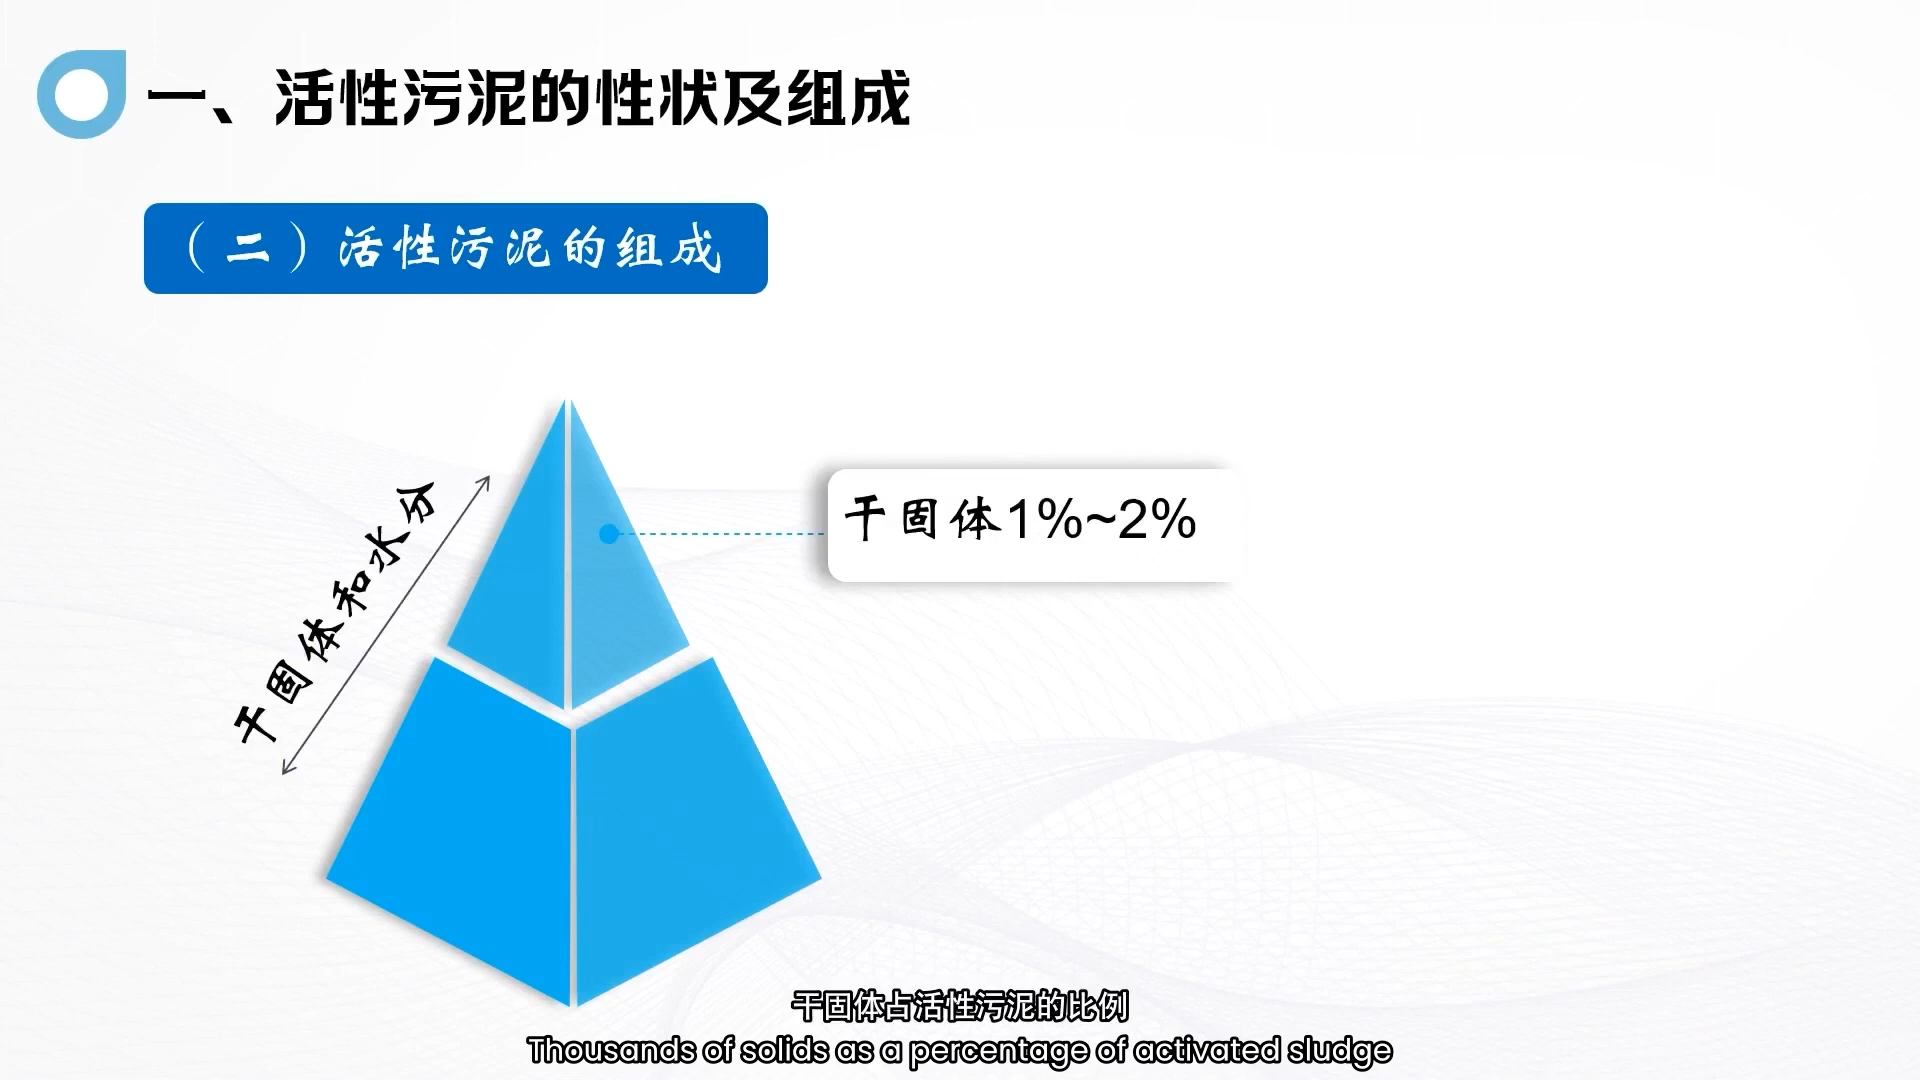 一、活性污泥的性状及组成
（二）活性污泥的组成
干固体和水分
干固体1%~2%
干固体占活性污泥的比例
Thousands of solids as a percentage of activated sludge